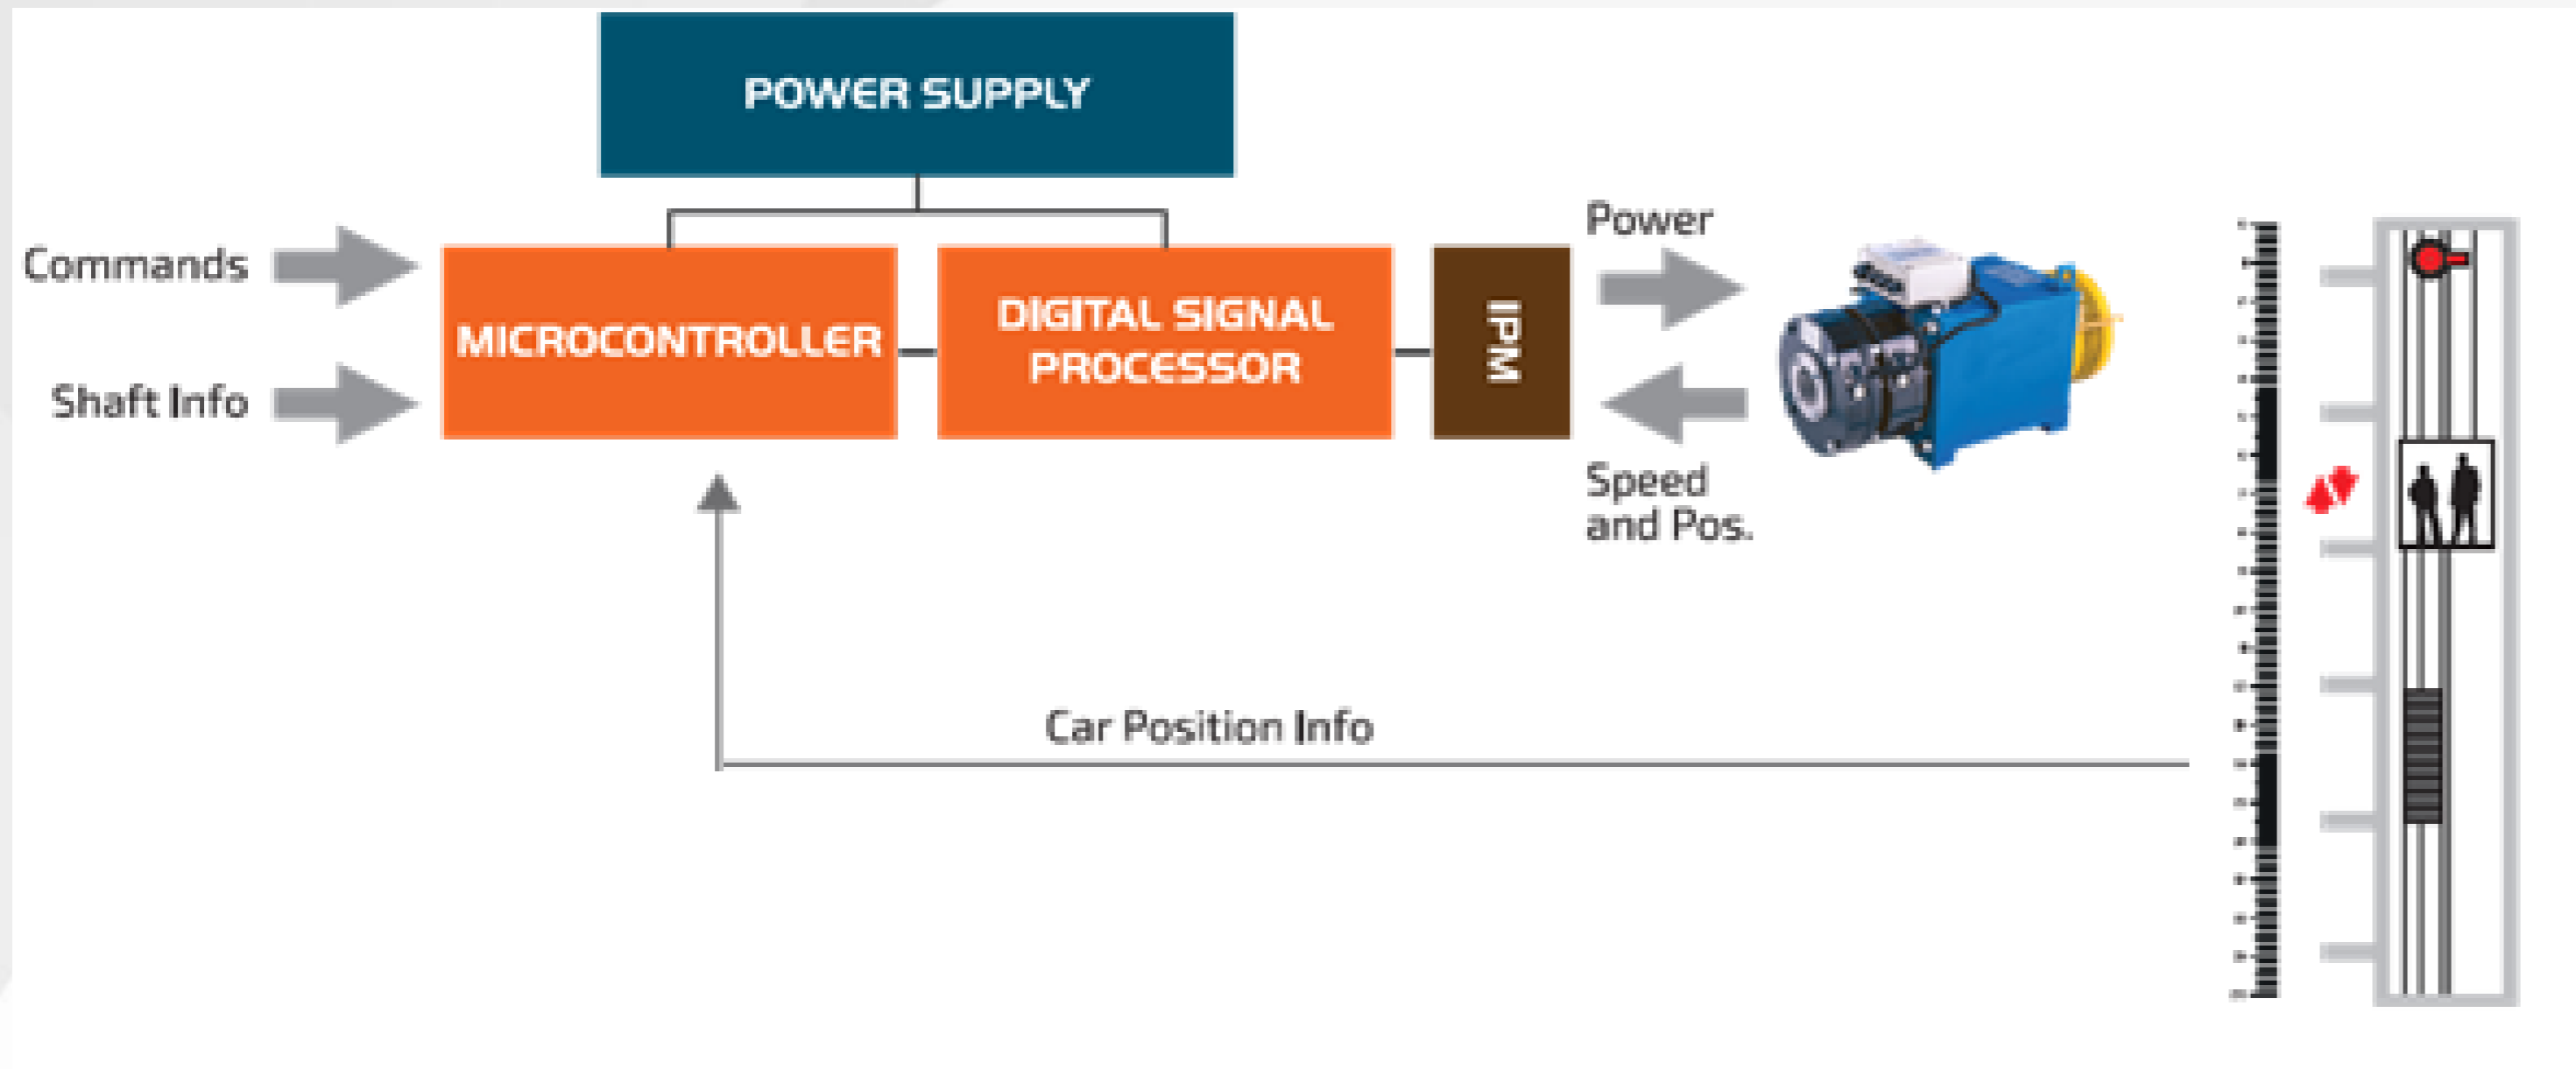 POWER SUPPLY
Commands
Shaft Info
MICROCONTROLLER
DIGITAL SIGNAL
PROCESSOR
IPM
Power
Speed
and Pos.
Car Position Info